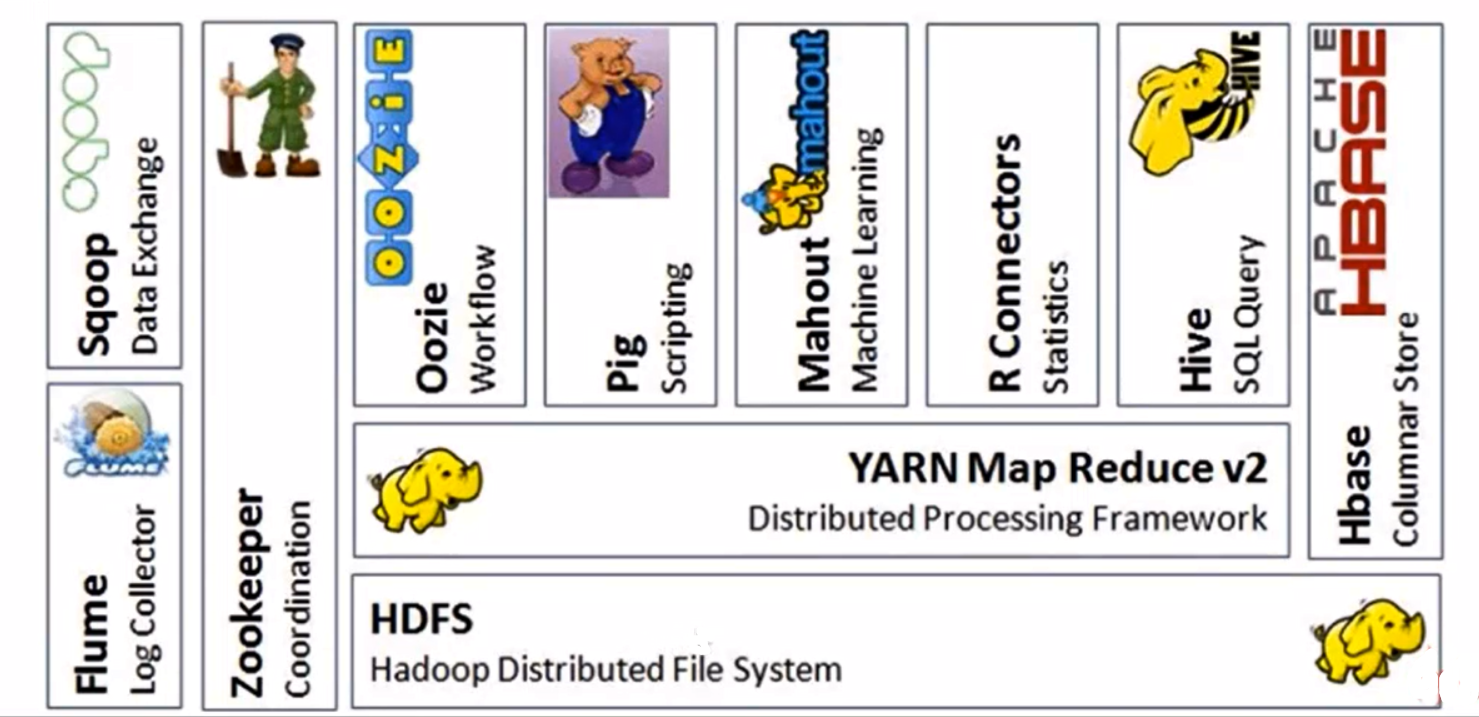 sqoop
Sqoop
Data Exchange
FLUME
Flume
Log Collector
Zookeeper
Coordination
OOZIE
Oozie
Workflow
Pig
Scripting
mahout
Mahout
Machine Learning
R Connectors
Statistics
HIVE
Hive
SQL Query
APACHE
HBASE
Hbase
Columnar Store
YARN Map Reduce v2
Distributed Processing Framework
HDFS
Hadoop Distributed File System